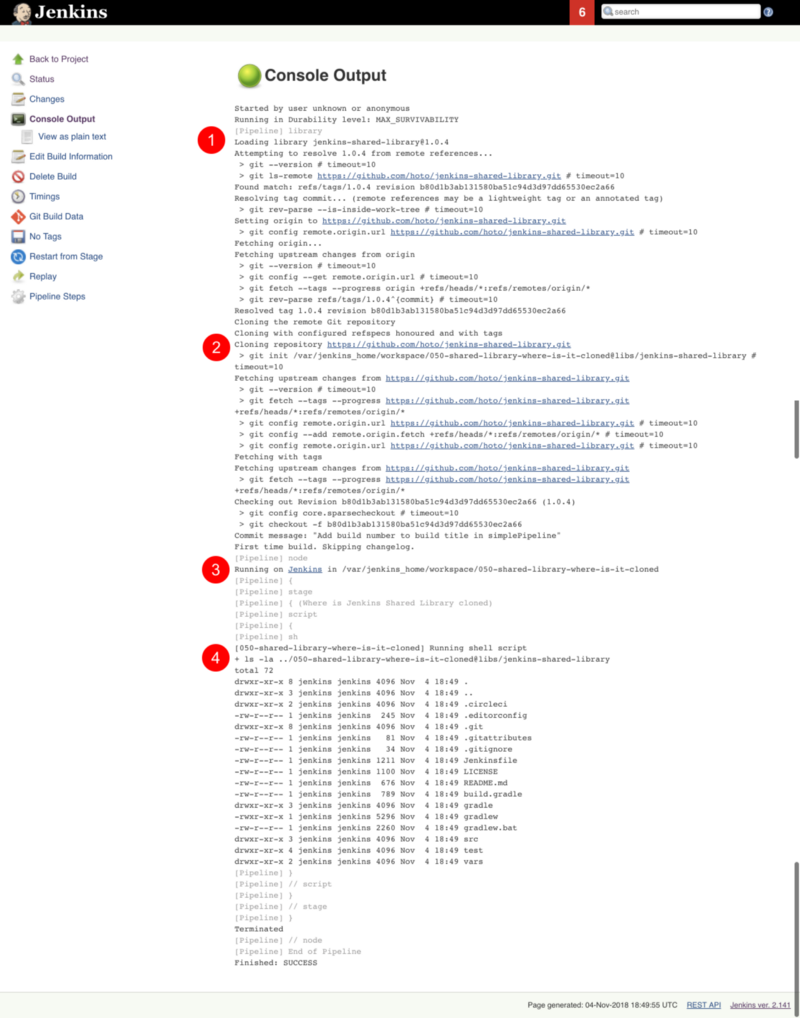 Jenkins
6
search
Back to Project
Status
Changes
Console Output
View as plain text
Edit Build Information
Delete Build
Timings
Git Build Data
No Tags
Restart from Stage
Replay
Pipeline Steps
Console Output
Started by user unknown or anonymous
Running in Durability level: MAX_SURVIVABILITY
[Pipeline] library
1
Loading library jenkins-shared-library@1.0.4
Attempting to resolve 1.0.4 from remote references...
> git --version # timeout=10
> git ls-remote https://github.com/hoto/jenkins-shared-library.git # timeout=10
Found match: refs/tags/1.0.4 revision b80d1b3ab131580ba51c94d3d97dd65530ec2a66
Resolving tag commit... (remote references may be a lightweight tag or an annotated tag)
> git rev-parse --is-inside-work-tree # timeout=10
Setting origin to https://github.com/hoto/jenkins-shared-library.git
> git config remote.origin.url https://github.com/hoto/jenkins-shared-library.git # timeout=10
Fetching origin...
Fetching upstream changes from origin
> git --version # timeout=10
> git config --get remote.origin.url # timeout=10
> git fetch --tags --progress origin +refs/heads/*:refs/remotes/origin/*
> git rev-parse refs/tags/1.0.4^{commit} # timeout=10
Resolved tag 1.0.4 revision b80d1b3ab131580ba51c94d3d97dd65530ec2a66
Cloning the remote Git repository
Cloning with configured refspecs honoured and with tags
2
Cloning repository https://github.com/hoto/jenkins-shared-library.git
> git init /var/jenkins_home/workspace/050-shared-library-where-is-it-cloned@libs/jenkins-shared-library #
timeout=10
Fetching upstream changes from https://github.com/hoto/jenkins-shared-library.git
> git --version # timeout=10
> git fetch --tags --progress https://github.com/hoto/jenkins-shared-library.git
+refs/heads/*:refs/remotes/origin/*
> git config remote.origin.url https://github.com/hoto/jenkins-shared-library.git # timeout=10
> git config --add remote.origin.fetch +refs/heads/*:refs/remotes/origin/* # timeout=10
> git config remote.origin.url https://github.com/hoto/jenkins-shared-library.git # timeout=10
Fetching with tags
Fetching upstream changes from https://github.com/hoto/jenkins-shared-library.git
> git fetch --tags --progress https://github.com/hoto/jenkins-shared-library.git
+refs/heads/*:refs/remotes/origin/*
Checking out Revision b80d1b3ab131580ba51c94d3d97dd65530ec2a66 (1.0.4)
> git config core.sparsecheckout # timeout=10
> git checkout -f b80d1b3ab131580ba51c94d3d97dd65530ec2a66
Commit message: "Add build number to build title in simplePipeline"
First time build. Skipping changelog.
[Pipeline] node
3
Running on Jenkins in /var/jenkins_home/workspace/050-shared-library-where-is-it-cloned
[Pipeline] {
[Pipeline] stage
[Pipeline] { (Where is Jenkins Shared Library cloned)
[Pipeline] script
[Pipeline] {
[Pipeline] sh
[050-shared-library-where-is-it-cloned] Running shell script
4
+ ls -la ../050-shared-library-where-is-it-cloned@libs/jenkins-shared-library
total 72
drwxr-xr-x 8 jenkins jenkins 4096 Nov  4 18:49 .
drwxr-xr-x 3 jenkins jenkins 4096 Nov  4 18:49 ..
drwxr-xr-x 2 jenkins jenkins 4096 Nov  4 18:49 .circleci
-rw-r--r-- 1 jenkins jenkins  245 Nov  4 18:49 .editorconfig
drwxr-xr-x 8 jenkins jenkins 4096 Nov  4 18:49 .git
-rw-r--r-- 1 jenkins jenkins   81 Nov  4 18:49 .gitattributes
-rw-r--r-- 1 jenkins jenkins   34 Nov  4 18:49 .gitignore
-rw-r--r-- 1 jenkins jenkins 1211 Nov  4 18:49 Jenkinsfile
-rw-r--r-- 1 jenkins jenkins 1100 Nov  4 18:49 LICENSE
-rw-r--r-- 1 jenkins jenkins  676 Nov  4 18:49 README.md
-rw-r--r-- 1 jenkins jenkins  789 Nov  4 18:49 build.gradle
drwxr-xr-x 3 jenkins jenkins 4096 Nov  4 18:49 gradle
-rwxr-xr-x 1 jenkins jenkins 5296 Nov  4 18:49 gradlew
-rw-r--r-- 1 jenkins jenkins 2260 Nov  4 18:49 gradlew.bat
drwxr-xr-x 3 jenkins jenkins 4096 Nov  4 18:49 src
drwxr-xr-x 4 jenkins jenkins 4096 Nov  4 18:49 test
drwxr-xr-x 2 jenkins jenkins 4096 Nov  4 18:49 vars
[Pipeline] }
[Pipeline] // script
[Pipeline] }
[Pipeline] // stage
[Pipeline] }
Terminated
[Pipeline] // node
[Pipeline] End of Pipeline
Finished: SUCCESS
Page generated: 04-Nov-2018 18:49:55 UTC REST API Jenkins ver. 2.141